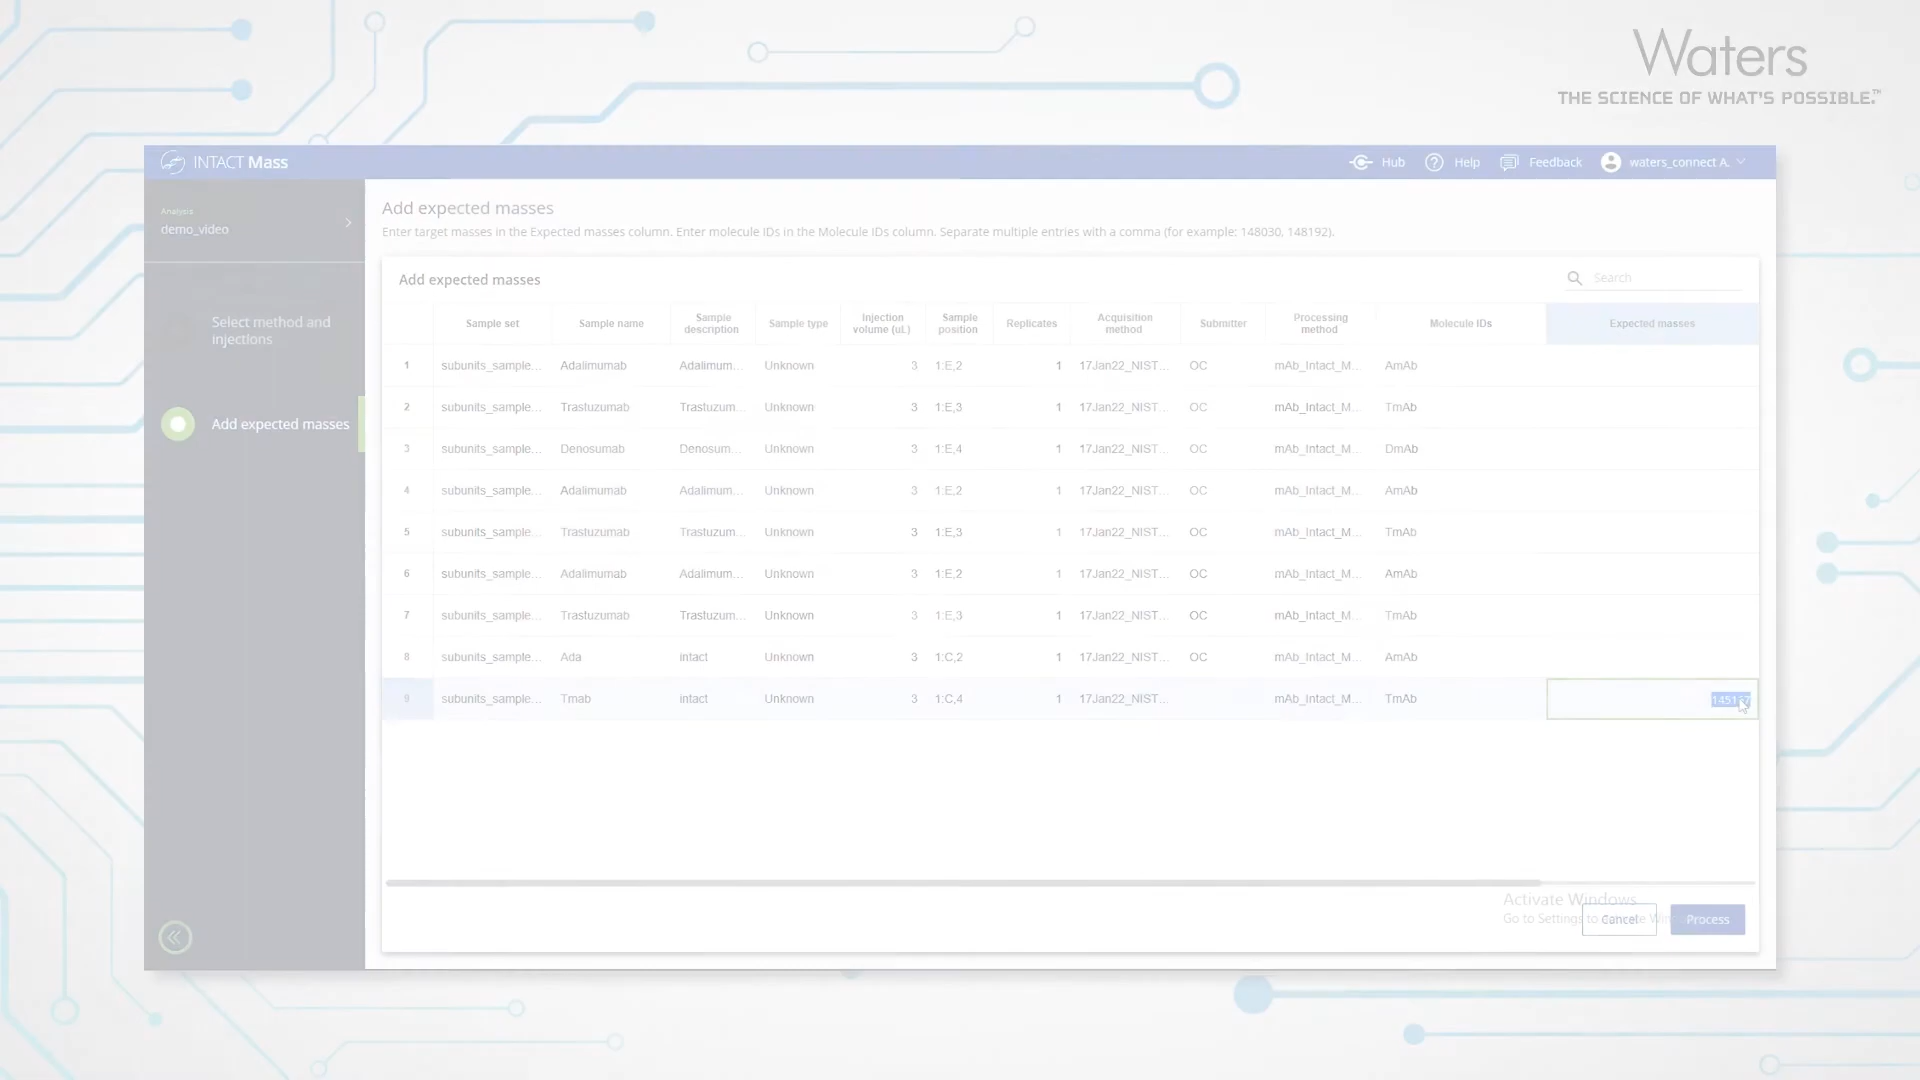 Waters
THE SCIENCE OF WHAT'S POSSIBLE.™
INTACT Mass
Hub
Help
Feedback
waters_connect A.
Analysis
demo_video
Select method and
injections
Add expected masses
Add expected masses
Enter target masses in the Expected masses column. Enter molecule IDs in the Molecule IDs column. Separate multiple entries with a comma (for example: 148030, 148192).
Add expected masses
Search
Sample set Sample name Sample description Sample type Injection volume (uL) Sample position Replicates Acquisition method Submitter Processing method Molecule IDs Expected masses
1 subunits_sample... Adalimumab Adalimum... Unknown 3 1:E,2 1 17Jan22_NIST... OC mAb_Intact_M... AmAb
2 subunits_sample... Trastuzumab Trastuzum... Unknown 3 1:E,3 1 17Jan22_NIST... OC mAb_Intact_M... TmAb
3 subunits_sample... Denosumab Denosum... Unknown 3 1:E,4 1 17Jan22_NIST... OC mAb_Intact_M... DmAb
4 subunits_sample... Adalimumab Adalimum... Unknown 3 1:E,2 1 17Jan22_NIST... OC mAb_Intact_M... AmAb
5 subunits_sample... Trastuzumab Trastuzum... Unknown 3 1:E,3 1 17Jan22_NIST... OC mAb_Intact_M... TmAb
6 subunits_sample... Adalimumab Adalimum... Unknown 3 1:E,2 1 17Jan22_NIST... OC mAb_Intact_M... AmAb
7 subunits_sample... Trastuzumab Trastuzum... Unknown 3 1:E,3 1 17Jan22_NIST... OC mAb_Intact_M... TmAb
8 subunits_sample... Ada intact Unknown 3 1:C,2 1 17Jan22_NIST... OC mAb_Intact_M... AmAb
9 subunits_sample... Tmab intact Unknown 3 1:C,4 1 17Jan22_NIST... mAb_Intact_M... TmAb
Activate Windows
Go to Settings to
Cancel
Process